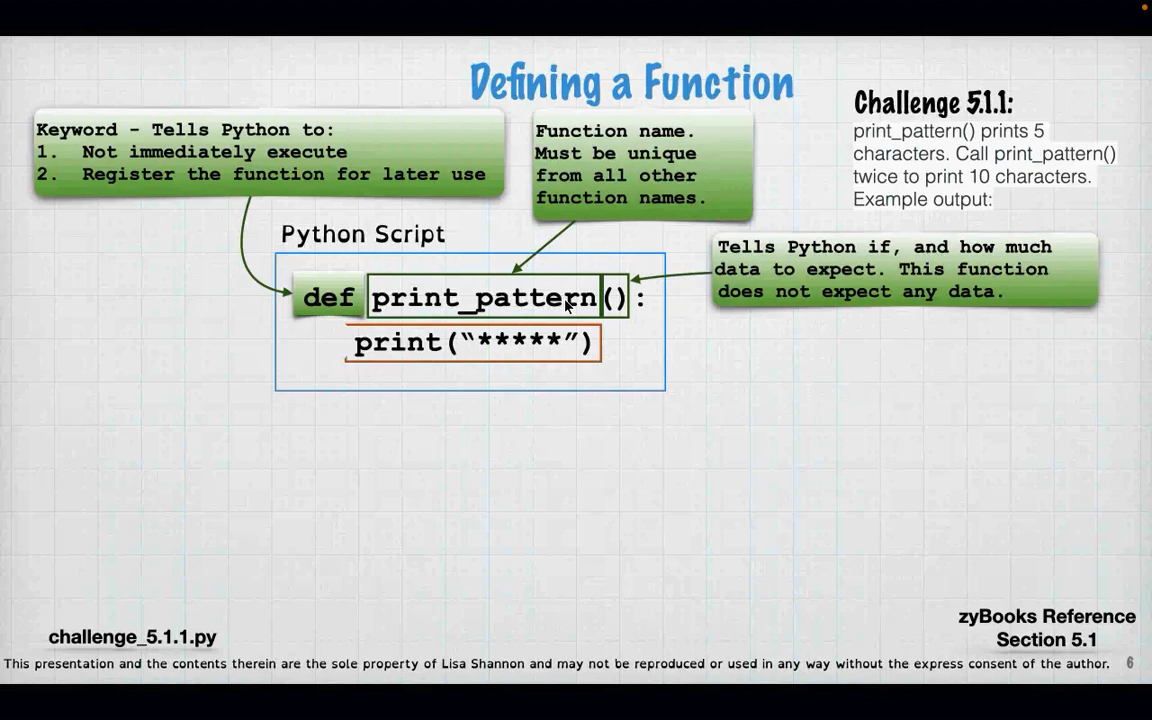 Defining a Function
Keyword - Tells Python to:
1. Not immediately execute
2. Register the function for later use
Function name.
Must be unique
from all other
function names.
Challenge 5.1.1:
print_pattern() prints 5
characters. Call print_pattern()
twice to print 10 characters.
Example output:
Python Script
Tells Python if, and how much
data to expect. This function
does not expect any data.
def print_pattern():
print(“*****”)
challenge_5.1.1.py
zyBooks Reference
Section 5.1
This presentation and the contents therein are the sole property of Lisa Shannon and may not be reproduced or used in any way without the express consent of the author. 6